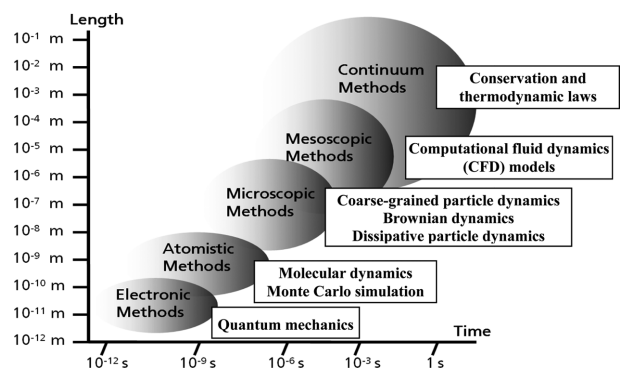 Length
10⁻¹ m
10⁻² m
10⁻³ m
10⁻⁴ m
10⁻⁵ m
10⁻⁶ m
10⁻⁷ m
10⁻⁸ m
10⁻⁹ m
10⁻¹⁰ m
10⁻¹¹ m
10⁻¹² m
Continuum
Methods
Conservation and
thermodynamic laws
Mesoscopic
Methods
Computational fluid dynamics
(CFD) models
Microscopic
Methods
Coarse-grained particle dynamics
Brownian dynamics
Dissipative particle dynamics
Atomistic
Methods
Molecular dynamics
Monte Carlo simulation
Electronic
Methods
Quantum mechanics
Time
10⁻¹² s
10⁻⁹ s
10⁻⁶ s
10⁻³ s
1 s